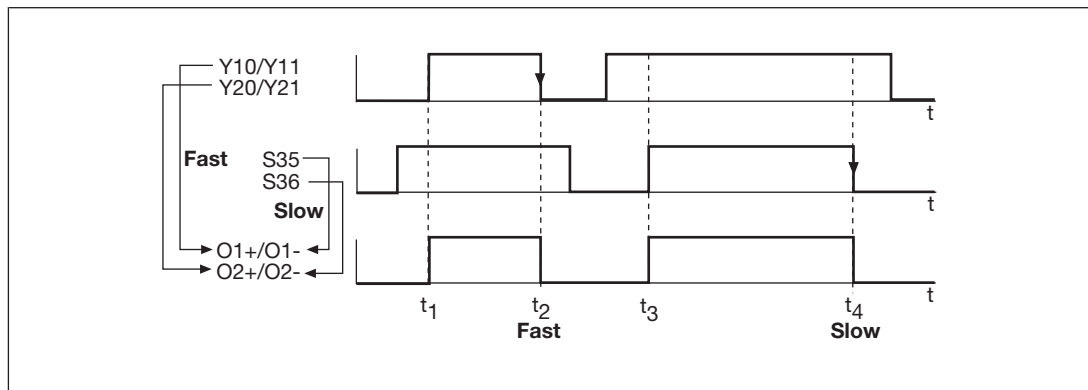 Y10/Y11
Y20/Y21
t
Fast
S35
S36
Slow
t
O1+/O1-
O2+/O2-
t
t1
t2
t3
t4
Fast
Slow